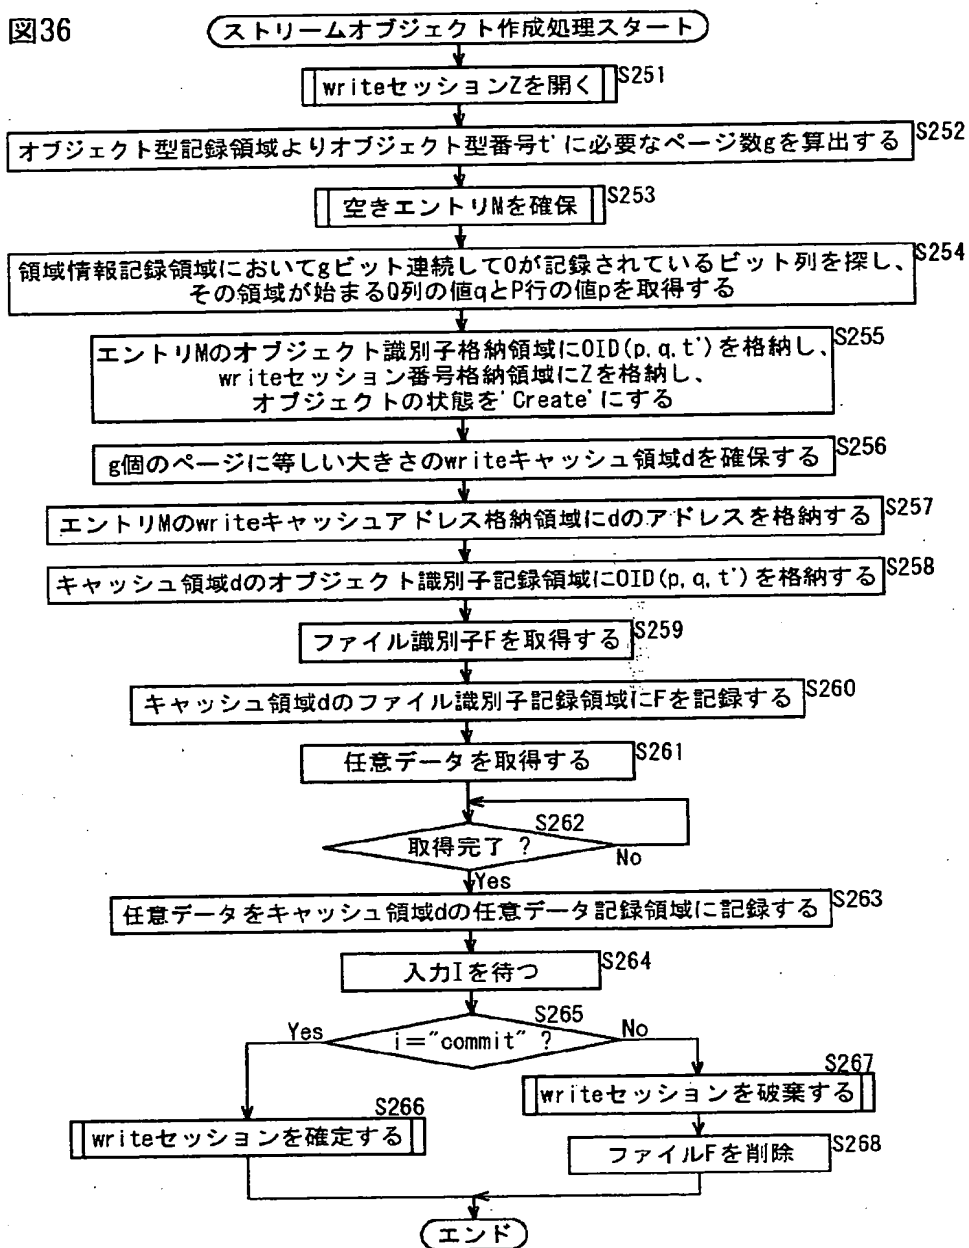 図36
ストリームオブジェクト作成処理スタート
writeセッションZを開く
S251
オブジェクト型記録領域よりオブジェクト型番号t'に必要なページ数gを算出する
S252
空きエントリMを確保
S253
領域情報記録領域においてgビット連続して0が記録されているビット列を探し、
その領域が始まるQ列の値qとP行の値pを取得する
S254
エントリMのオブジェクト識別子格納領域にOID(p,q,t')を格納し、
writeセッション番号格納領域にZを格納し、
オブジェクトの状態を'Create'にする
S255
g個のページに等しい大きさのwriteキャッシュ領域dを確保する
S256
エントリMのwriteキャッシュアドレス格納領域にdのアドレスを格納する
S257
キャッシュ領域dのオブジェクト識別子記録領域にOID(p,q,t')を格納する
S258
ファイル識別子Fを取得する
S259
キャッシュ領域dのファイル識別子記録領域にFを記録する
S260
任意データを取得する
S261
S262
取得完了 ?
No
Yes
任意データをキャッシュ領域dの任意データ記録領域に記録する
S263
入力Iを待つ
S264
S265
Yes
i="commit" ?
No
S267
writeセッションを破棄する
S266
writeセッションを確定する
ファイルFを削除
S268
エンド